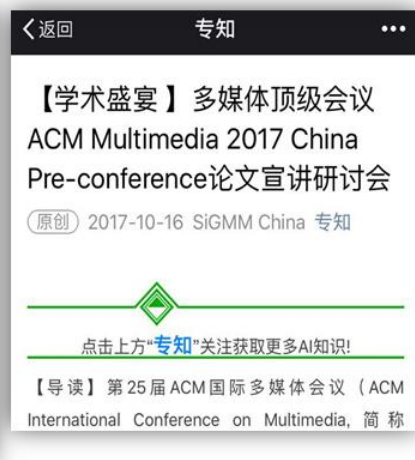 返回 专知 •••
【学术盛宴 】多媒体顶级会议
ACM Multimedia 2017 China
Pre-conference论文宣讲研讨会
原创 2017-10-16 SiGMM China 专知
点击上方“专知”关注获取更多AI知识!
【导读】第25届ACM国际多媒体会议（ACM
International Conference on Multimedia, 简称